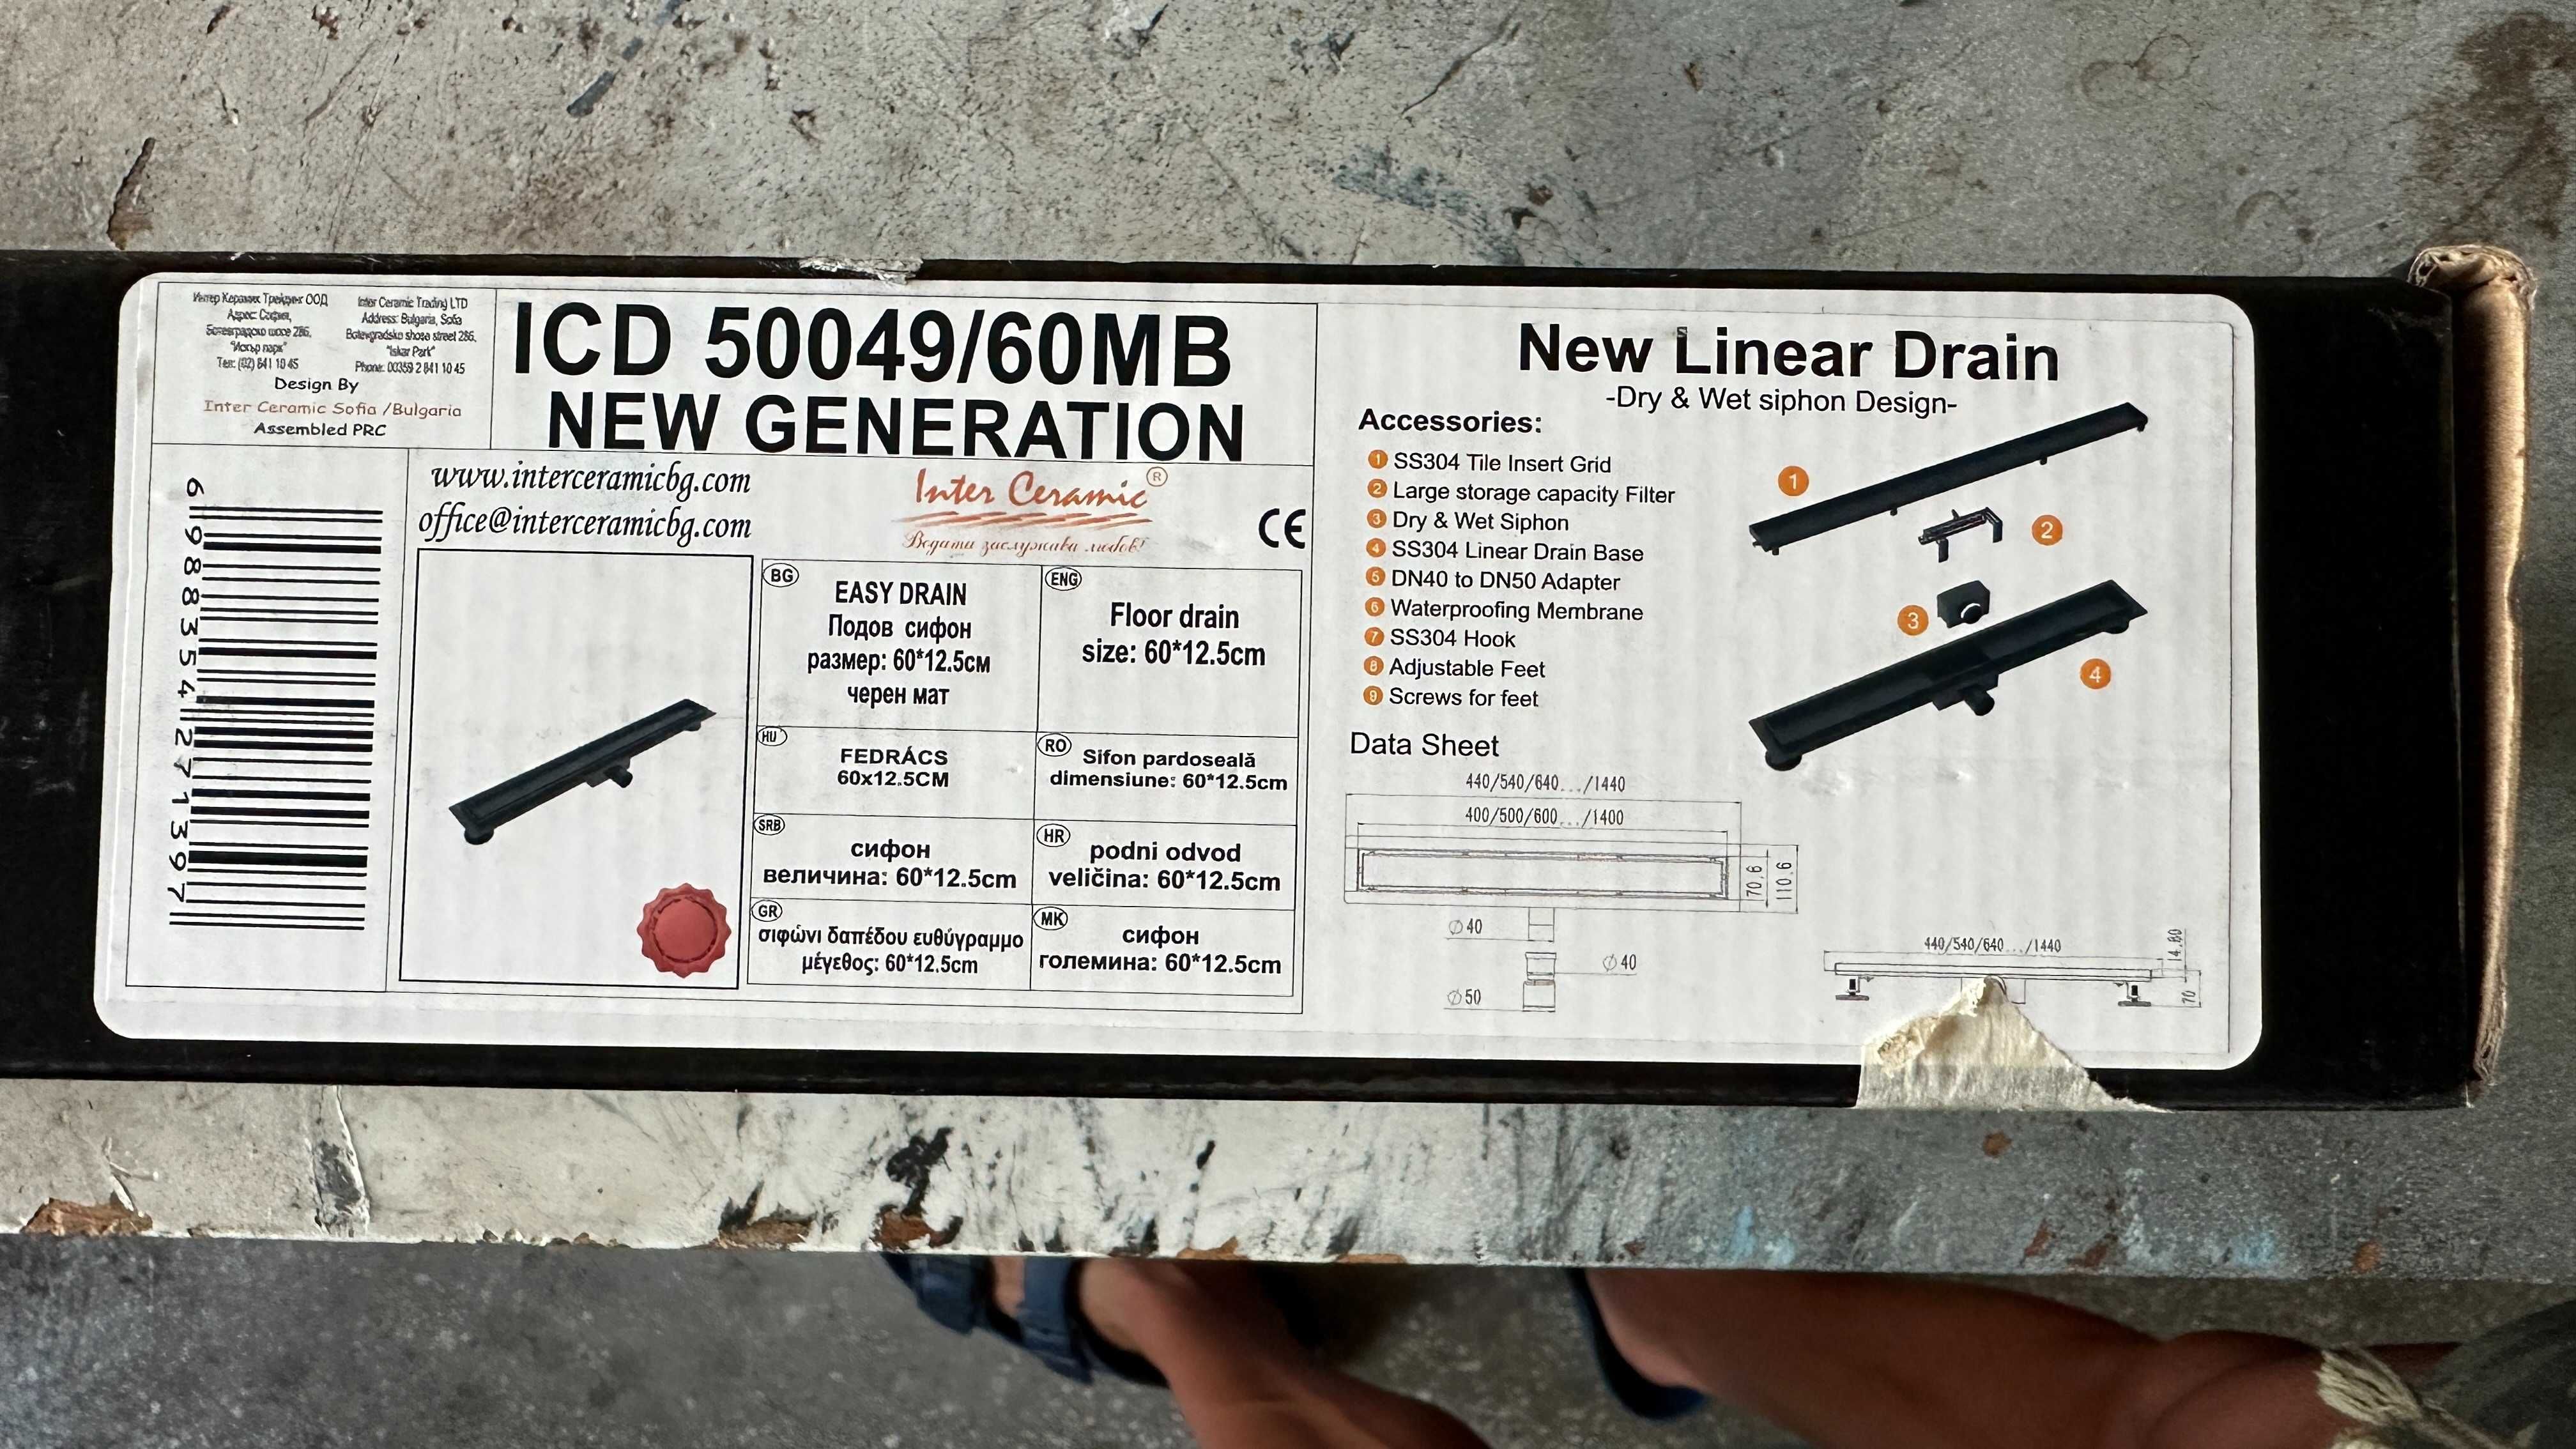 Интер Керамик Трейдинг ООД
Адрес: София,
Ботевградско шосе 286,
"Искър парк"
Тел: (02) 841 10 45
Inter Ceramic Trading LTD
Address: Bulgaria, Sofia
Botevgradsko shose street 286,
"Iskar Park"
Phone: 00359 2 841 10 45
Design By
Inter Ceramic Sofia /Bulgaria
Assembled PRC
ICD 50049/60MB
NEW GENERATION
6988354271397
www.interceramicbg.com
office@interceramicbg.com
Inter Ceramic®
Водата заслужава любов!
CE
BG
EASY DRAIN
Подов сифон
размер: 60*12.5см
черен мат
ENG
Floor drain
size: 60*12.5cm
HU
FEDRÁCS
60x12.5CM
RO
Sifon pardoseală
dimensiune: 60*12.5cm
SRB
сифон
величина: 60*12.5cm
HR
podni odvod
veličina: 60*12.5cm
GR
σιφώνι δαπέδου ευθύγραμμο
μέγεθος: 60*12.5cm
MK
сифон
големина: 60*12.5cm
New Linear Drain
-Dry & Wet siphon Design-
Accessories:
1 SS304 Tile Insert Grid
2 Large storage capacity Filter
3 Dry & Wet Siphon
4 SS304 Linear Drain Base
5 DN40 to DN50 Adapter
6 Waterproofing Membrane
7 SS304 Hook
8 Adjustable Feet
9 Screws for feet
1
2
3
4
Data Sheet
440/540/640.../1440
400/500/600.../1400
70,6
110,6
∅40
∅40
∅50
440/540/640.../1440
14.80
70